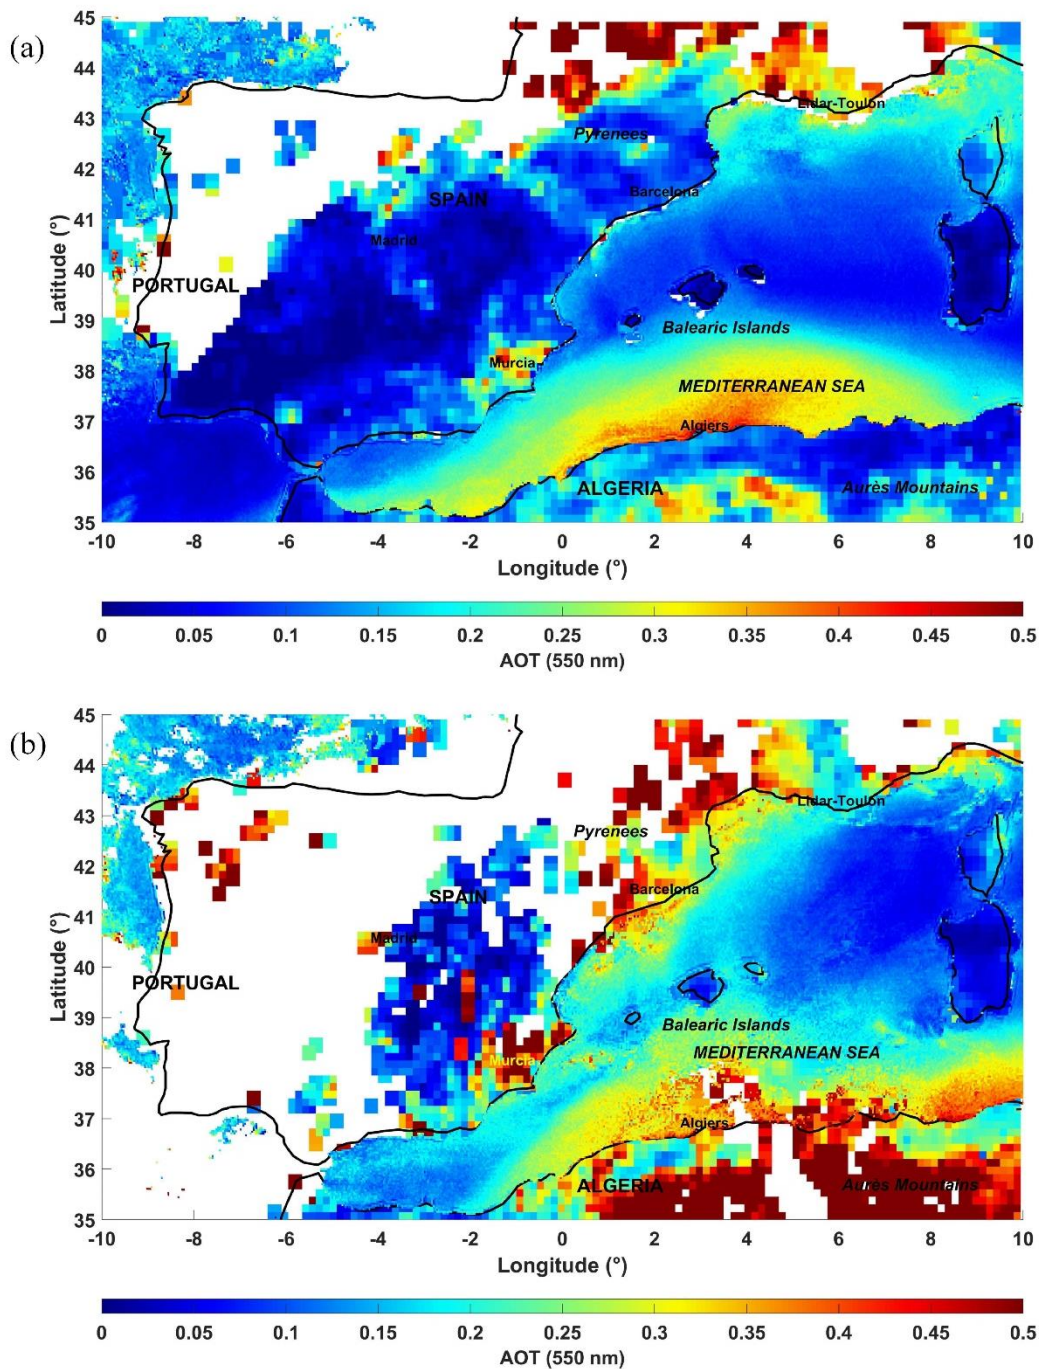 (a)
45
44
43
42
41
40
39
38
37
36
35
Latitude (°)
Lidar-Toulon
Pyrenees
SPAIN
Barcelona
Madrid
PORTUGAL
Balearic Islands
Murcia
MEDITERRANEAN SEA
Algiers
ALGERIA
Aurès Mountains
-10 -8 -6 -4 -2 0 2 4 6 8 10
Longitude (°)
0 0.05 0.1 0.15 0.2 0.25 0.3 0.35 0.4 0.45 0.5
AOT (550 nm)
(b)
45
44
43
42
41
40
39
38
37
36
35
Latitude (°)
Lidar-Toulon
Pyrenees
SPAIN
Barcelona
Madrid
PORTUGAL
Balearic Islands
MEDITERRANEAN SEA
Murcia
Algiers
ALGERIA
Aurès Mountains
-10 -8 -6 -4 -2 0 2 4 6 8 10
Longitude (°)
0 0.05 0.1 0.15 0.2 0.25 0.3 0.35 0.4 0.45 0.5
AOT (550 nm)